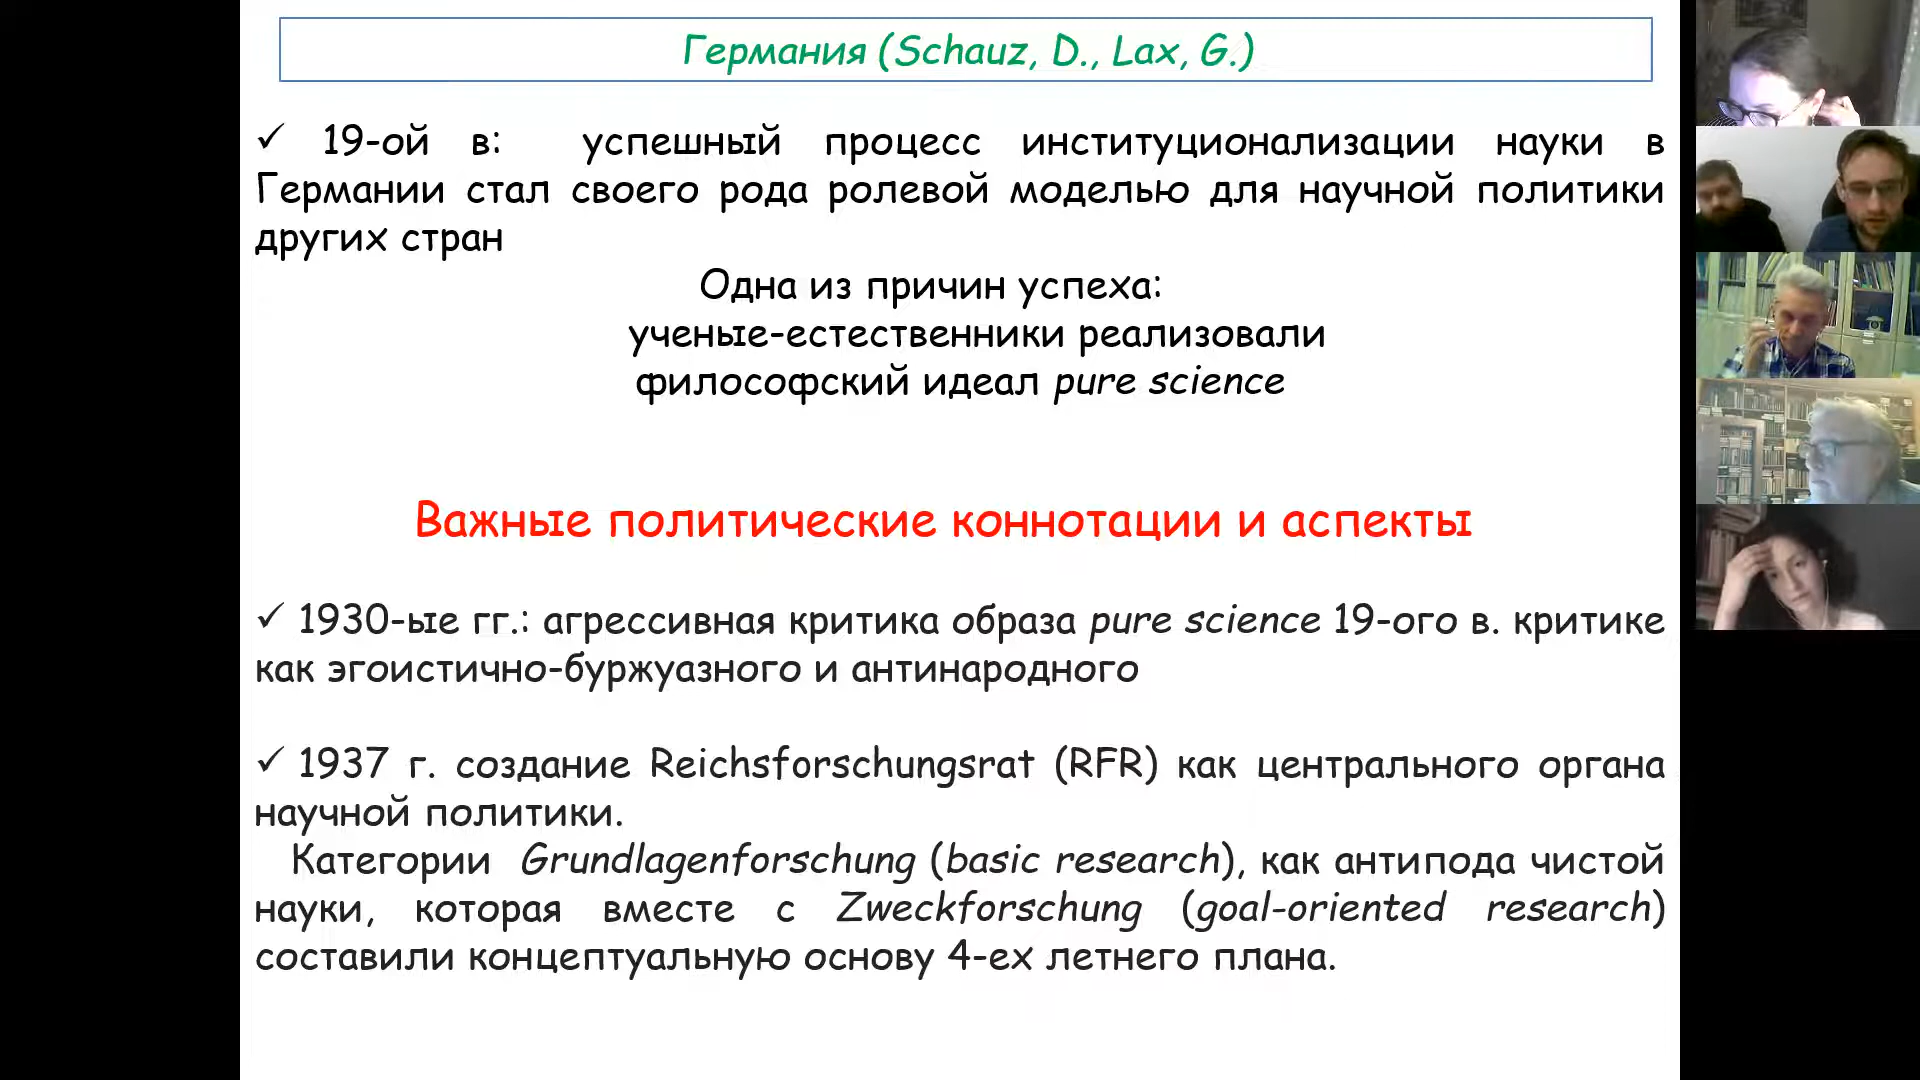 Германия (Schauz, D., Lax, G.)
✓ 19-ой в: успешный процесс институционализации науки в
Германии стал своего рода ролевой моделью для научной политики
других стран
Одна из причин успеха:
ученые-естественники реализовали
философский идеал pure science
Важные политические коннотации и аспекты
✓ 1930-ые гг.: агрессивная критика образа pure science 19-ого в. критике
как эгоистично-буржуазного и антинародного
✓ 1937 г. создание Reichsforschungsrat (RFR) как центрального органа
научной политики.
Категории Grundlagenforschung (basic research), как антипода чистой
науки, которая вместе с Zweckforschung (goal-oriented research)
составили концептуальную основу 4-ех летнего плана.